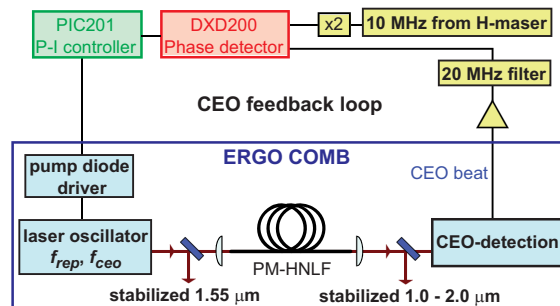 PIC201
P-I controller
DXD200
Phase detector
x2
10 MHz from H-maser
20 MHz filter
CEO feedback loop
ERGO COMB
CEO beat
pump diode
driver
laser oscillator
f_rep, f_ceo
PM-HNLF
CEO-detection
stabilized 1.55 μm
stabilized 1.0 - 2.0 μm